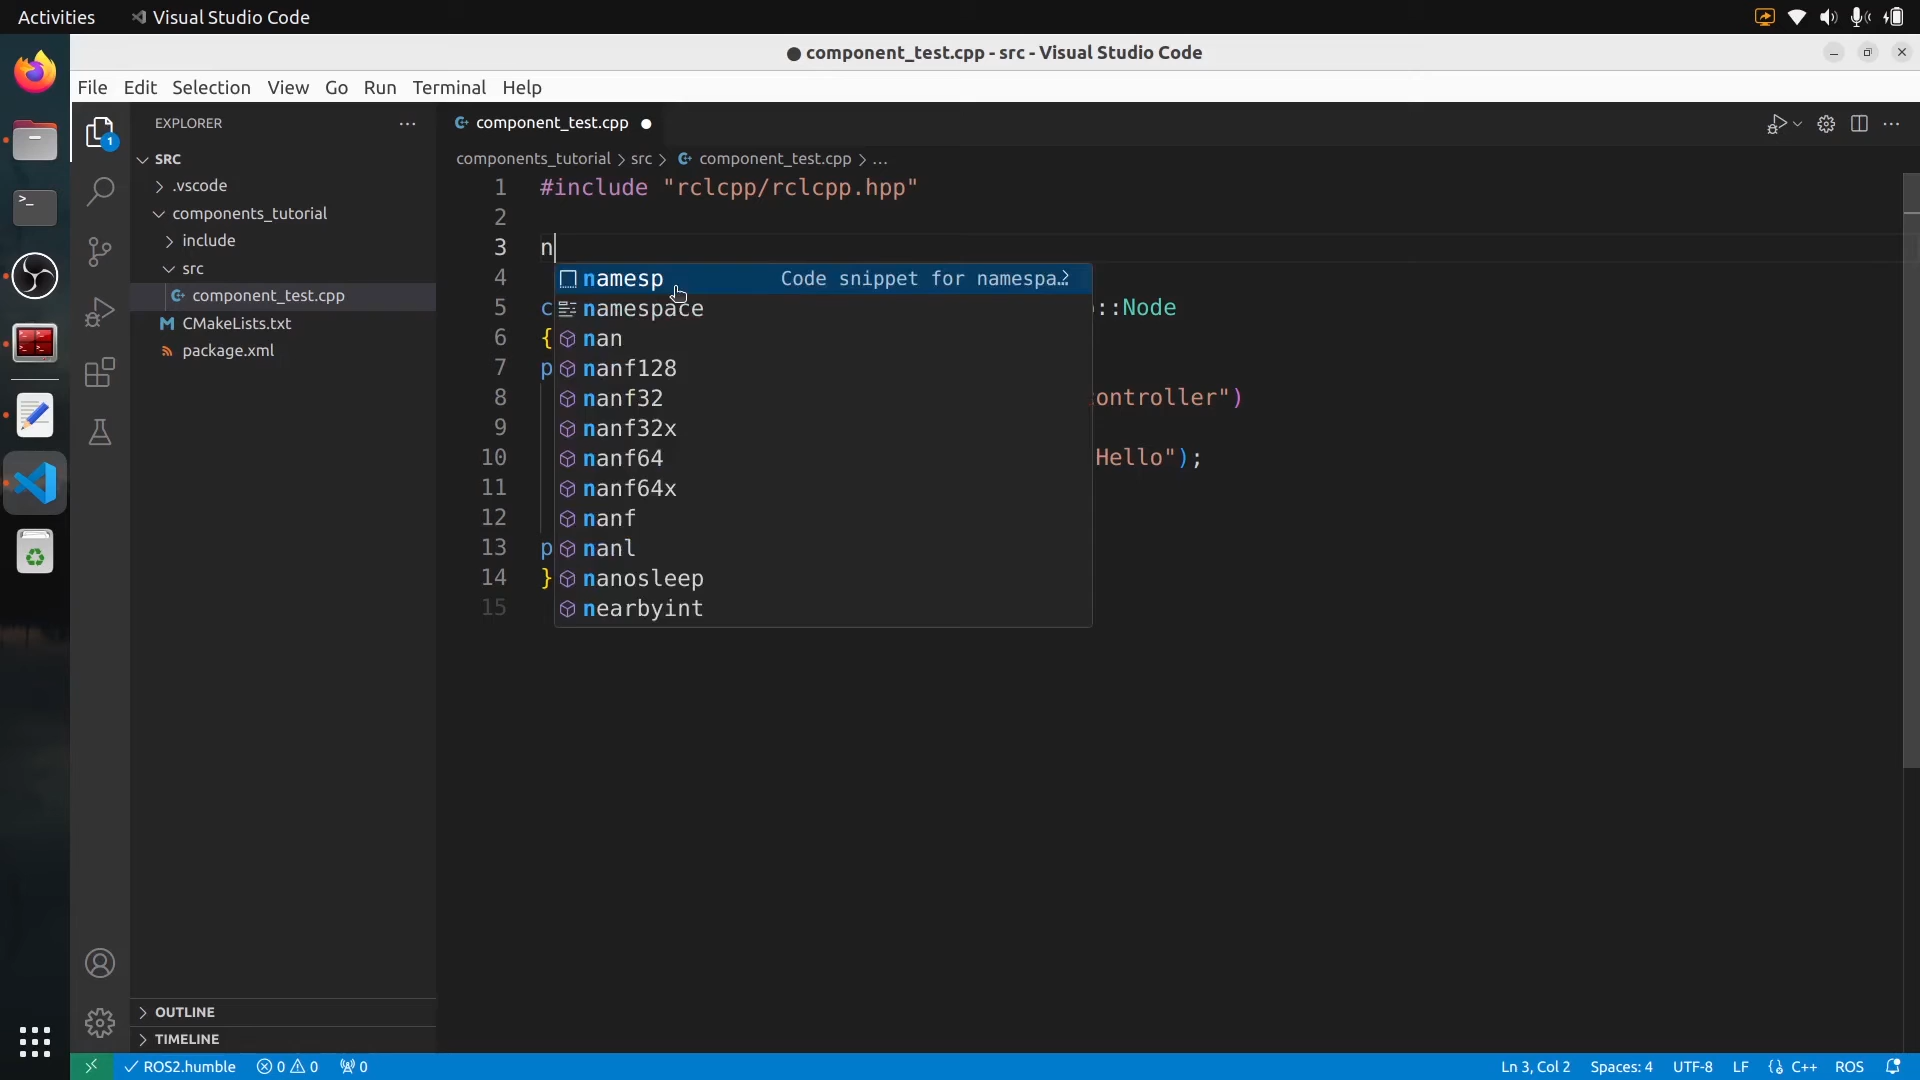 Activities
Visual Studio Code
component_test.cpp - src - Visual Studio Code
File Edit Selection View Go Run Terminal Help
EXPLORER
SRC
.vscode
components_tutorial
include
src
component_test.cpp
CMakeLists.txt
package.xml
OUTLINE
TIMELINE
1
component_test.cpp
components_tutorial > src > component_test.cpp > ...
1 #include "rclcpp/rclcpp.hpp"
2
3 n
4
5 c ::Node
6 {
7 p
8 ontroller")
9
10 Hello");
11
12
13 p
14 }
15
namesp Code snippet for namespa…
namespace
nan
nanf128
nanf32
nanf32x
nanf64
nanf64x
nanf
nanl
nanosleep
nearbyint
ROS2.humble 0 0 0 Ln 3, Col 2 Spaces: 4 UTF-8 LF C++ ROS